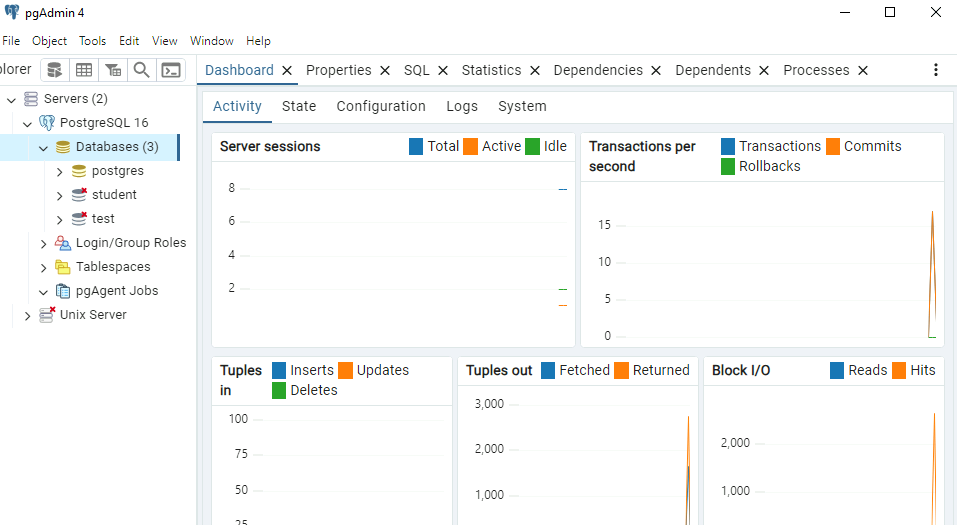 pgAdmin 4
File Object Tools Edit View Window Help
plorer
Dashboard Properties SQL Statistics Dependencies Dependents Processes
Servers (2)
PostgreSQL 16
Databases (3)
postgres
student
test
Login/Group Roles
Tablespaces
pgAgent Jobs
Unix Server
Activity State Configuration Logs System
Server sessions Total Active Idle
8
6
4
2
Transactions per second Transactions Commits Rollbacks
15
10
5
0
Tuples in Inserts Updates Deletes
100
75
50
25
Tuples out Fetched Returned
3,000
2,000
1,000
Block I/O Reads Hits
2,000
1,000